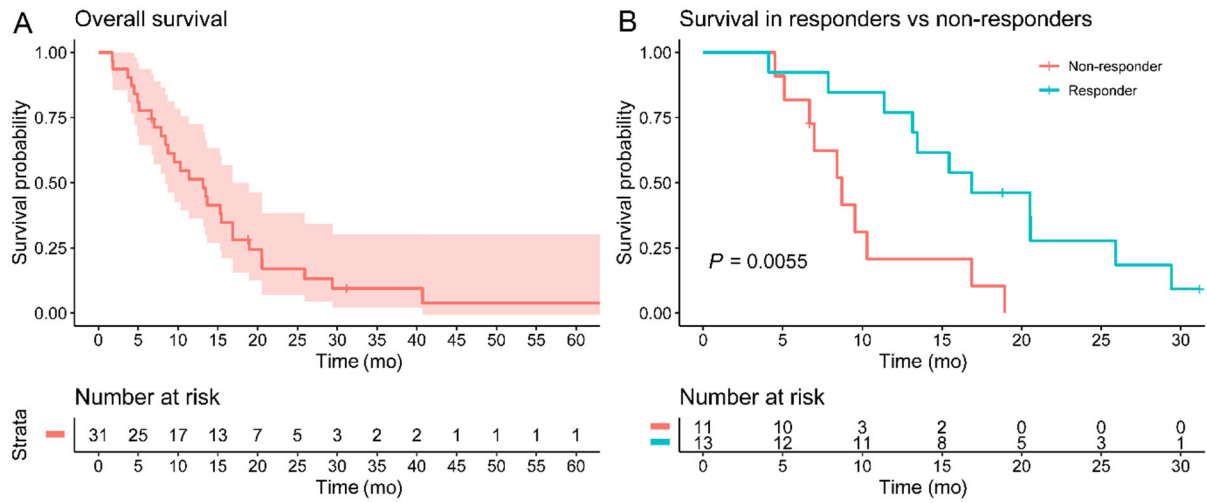 A
Overall survival
Survival probability
1.00
0.75
0.50
0.25
0.00
0 5 10 15 20 25 30 35 40 45 50 55 60
Time (mo)
Number at risk
Strata
31 25 17 13 7 5 3 2 2 1 1 1 1
0 5 10 15 20 25 30 35 40 45 50 55 60
Time (mo)
B
Survival in responders vs non-responders
Non-responder
Responder
Survival probability
1.00
0.75
0.50
0.25
0.00
P = 0.0055
0 5 10 15 20 25 30
Time (mo)
Number at risk
11 10 3 2 0 0 0
13 12 11 8 5 3 1
0 5 10 15 20 25 30
Time (mo)